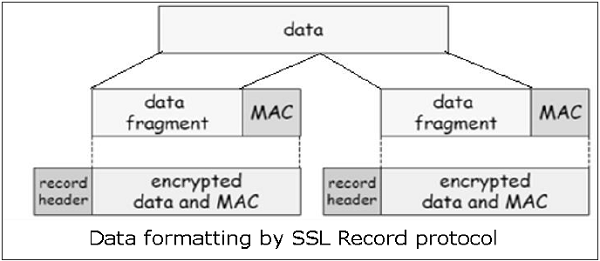 data
data
fragment
MAC
data
fragment
MAC
record
header
encrypted
data and MAC
record
header
encrypted
data and MAC
Data formatting by SSL Record protocol